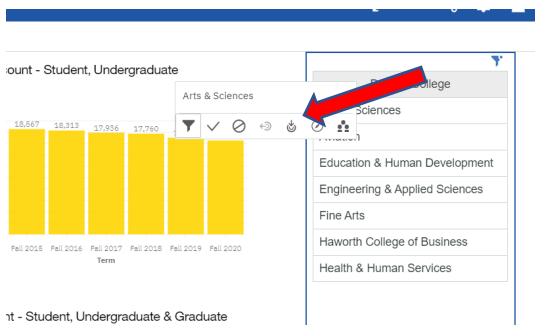 ount - Student, Undergraduate
18,567 18,313 17,936 17,760
Fall 2015 Fall 2016 Fall 2017 Fall 2018 Fall 2019 Fall 2020
Term
nt - Student, Undergraduate & Graduate
Arts & Sciences
ollege
Sciences
Aviation
Education & Human Development
Engineering & Applied Sciences
Fine Arts
Haworth College of Business
Health & Human Services